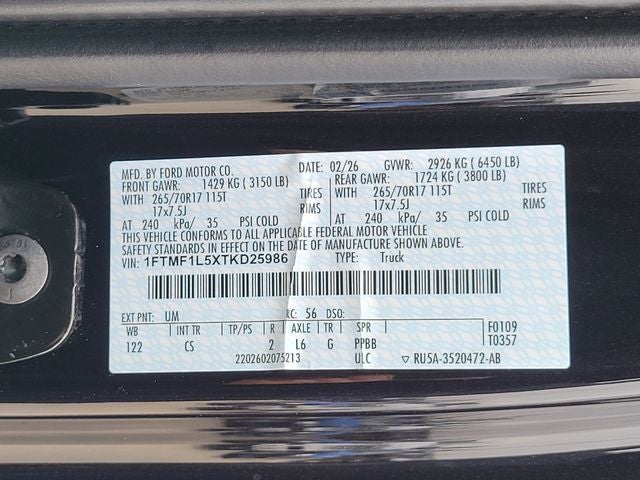 MFD. BY FORD MOTOR CO. DATE: 02/26 GVWR: 2926 KG ( 6450 LB)
FRONT GAWR: 1429 KG ( 3150 LB) REAR GAWR: 1724 KG ( 3800 LB)
WITH 265/70R17 115T TIRES WITH 265/70R17 115T TIRES
17x7.5J RIMS 17x7.5J RIMS
AT 240 kPa/ 35 PSI COLD AT 240 kPa/ 35 PSI COLD
THIS VEHICLE CONFORMS TO ALL APPLICABLE FEDERAL MOTOR VEHICLE
SAFETY STANDARDS IN EFFECT ON THE DATE OF MANUFACTURE SHOWN ABOVE.
VIN: 1FTMF1L5XTKD25986 TYPE: Truck
EXT PNT: UM RC: 56 DSO:
WB INT TR TP/PS R AXLE TR SPR F0109
122 CS 2 L6 G PPBB T0357
2202602075213 ULC ▽ RU5A-3520472-AB